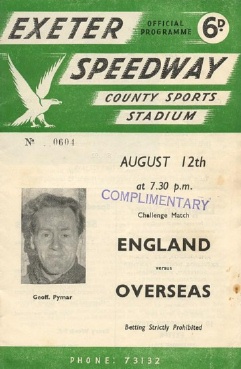 EXETER
OFFICIAL
PROGRAMME
6D.
SPEEDWAY
COUNTY SPORTS
STADIUM
No 0604
AUGUST 12th
at 7.30 p.m.
COMPLIMENTARY
Challenge Match
ENGLAND
versus
OVERSEAS
Geoff. Pymar
Betting Strictly Prohibited
PHONE: 73132